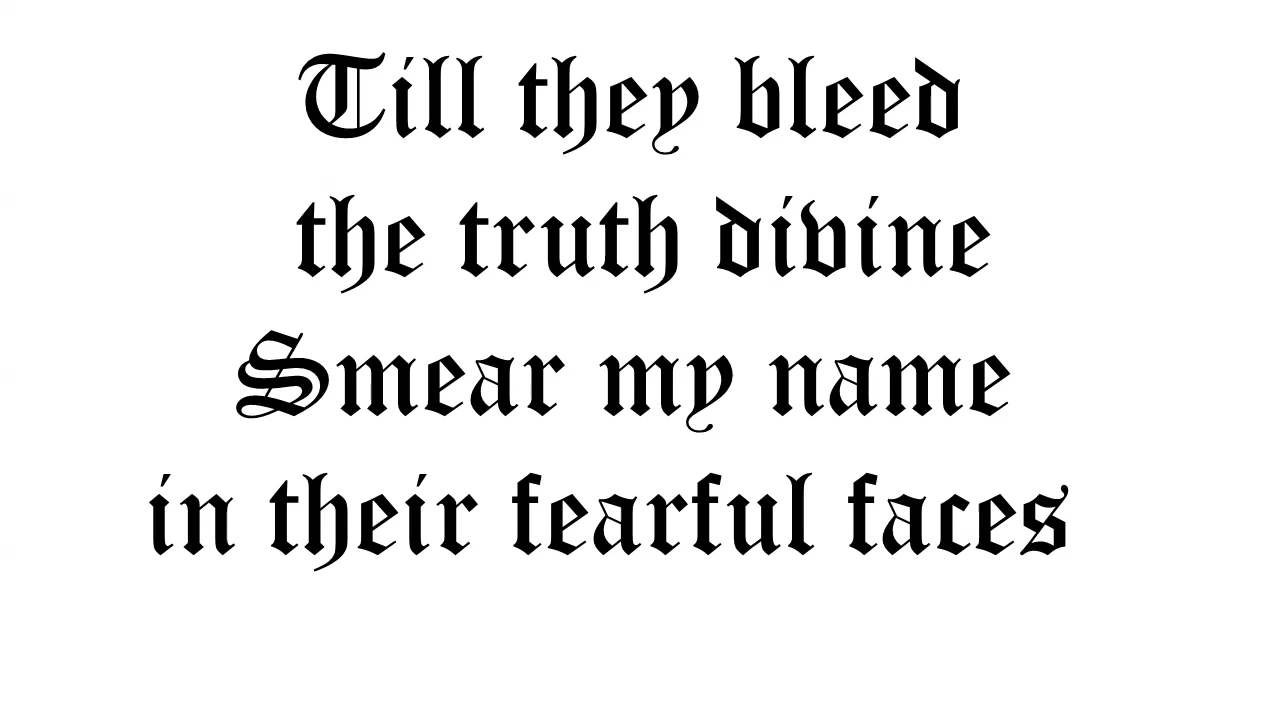 Till they bleed
the truth divine
Smear my name
in their fearful faces